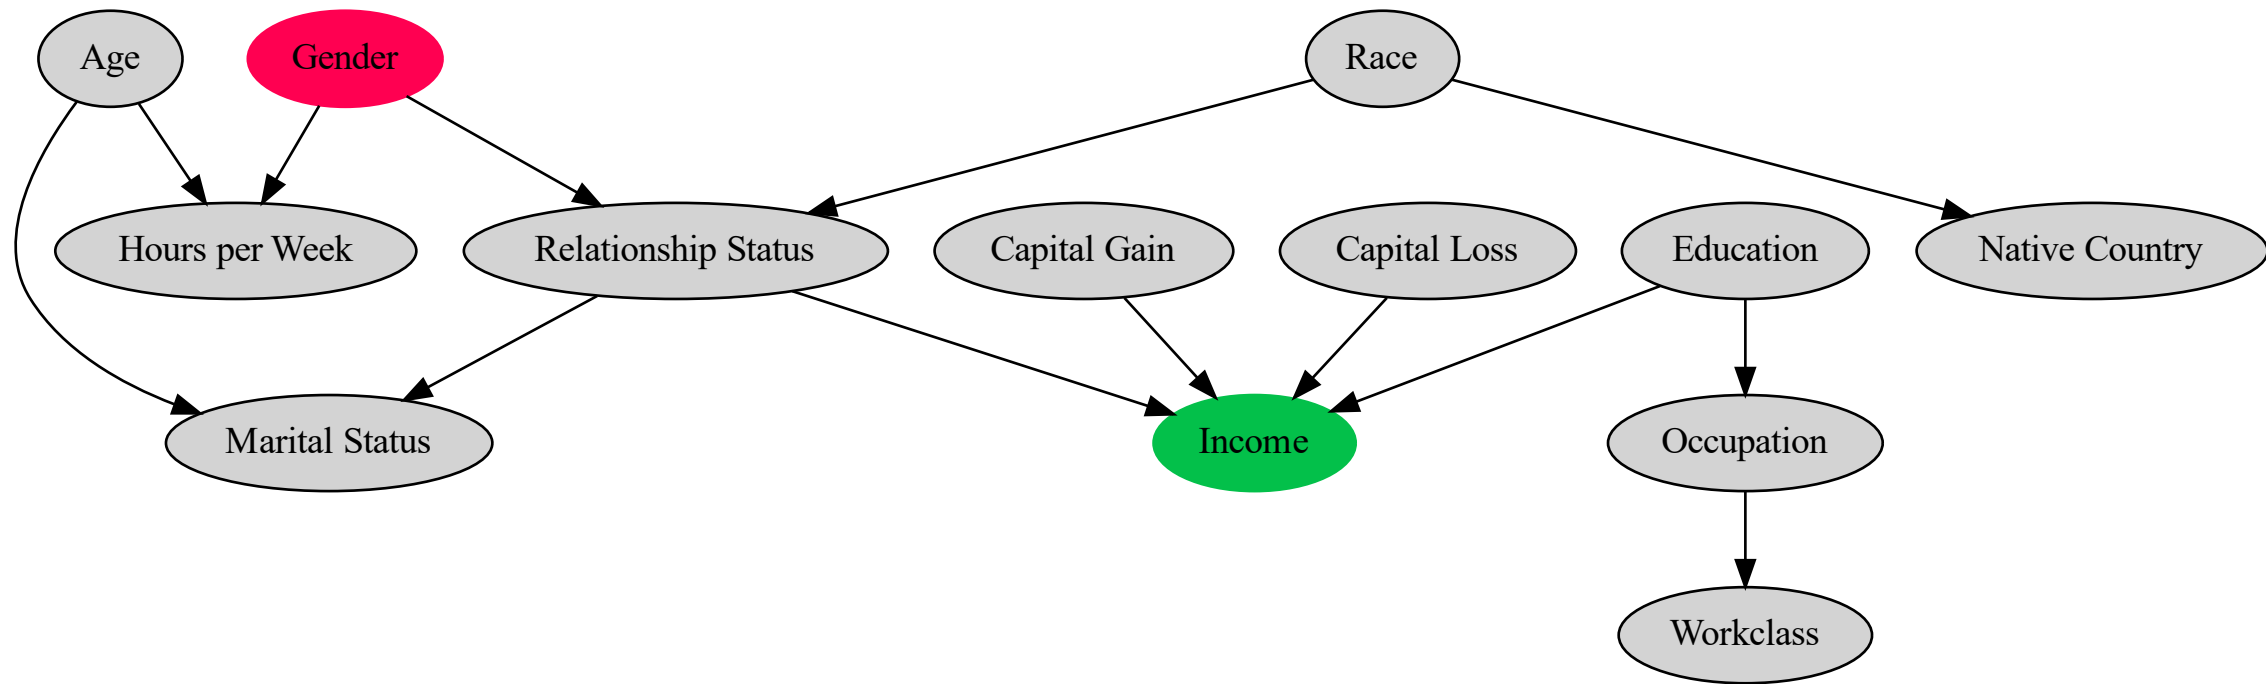 Age
Gender
Race
Hours per Week
Relationship Status
Capital Gain
Capital Loss
Education
Native Country
Marital Status
Income
Occupation
Workclass